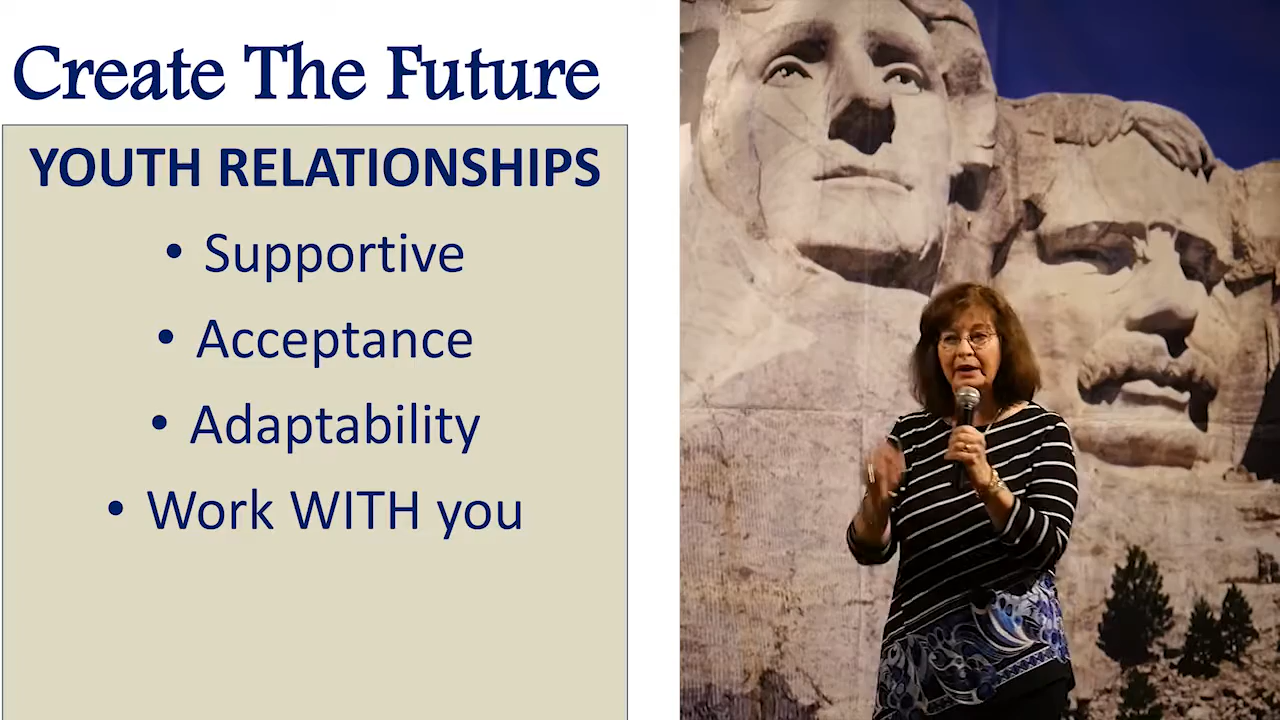 Create The Future
YOUTH RELATIONSHIPS
• Supportive
• Acceptance
• Adaptability
• Work WITH you